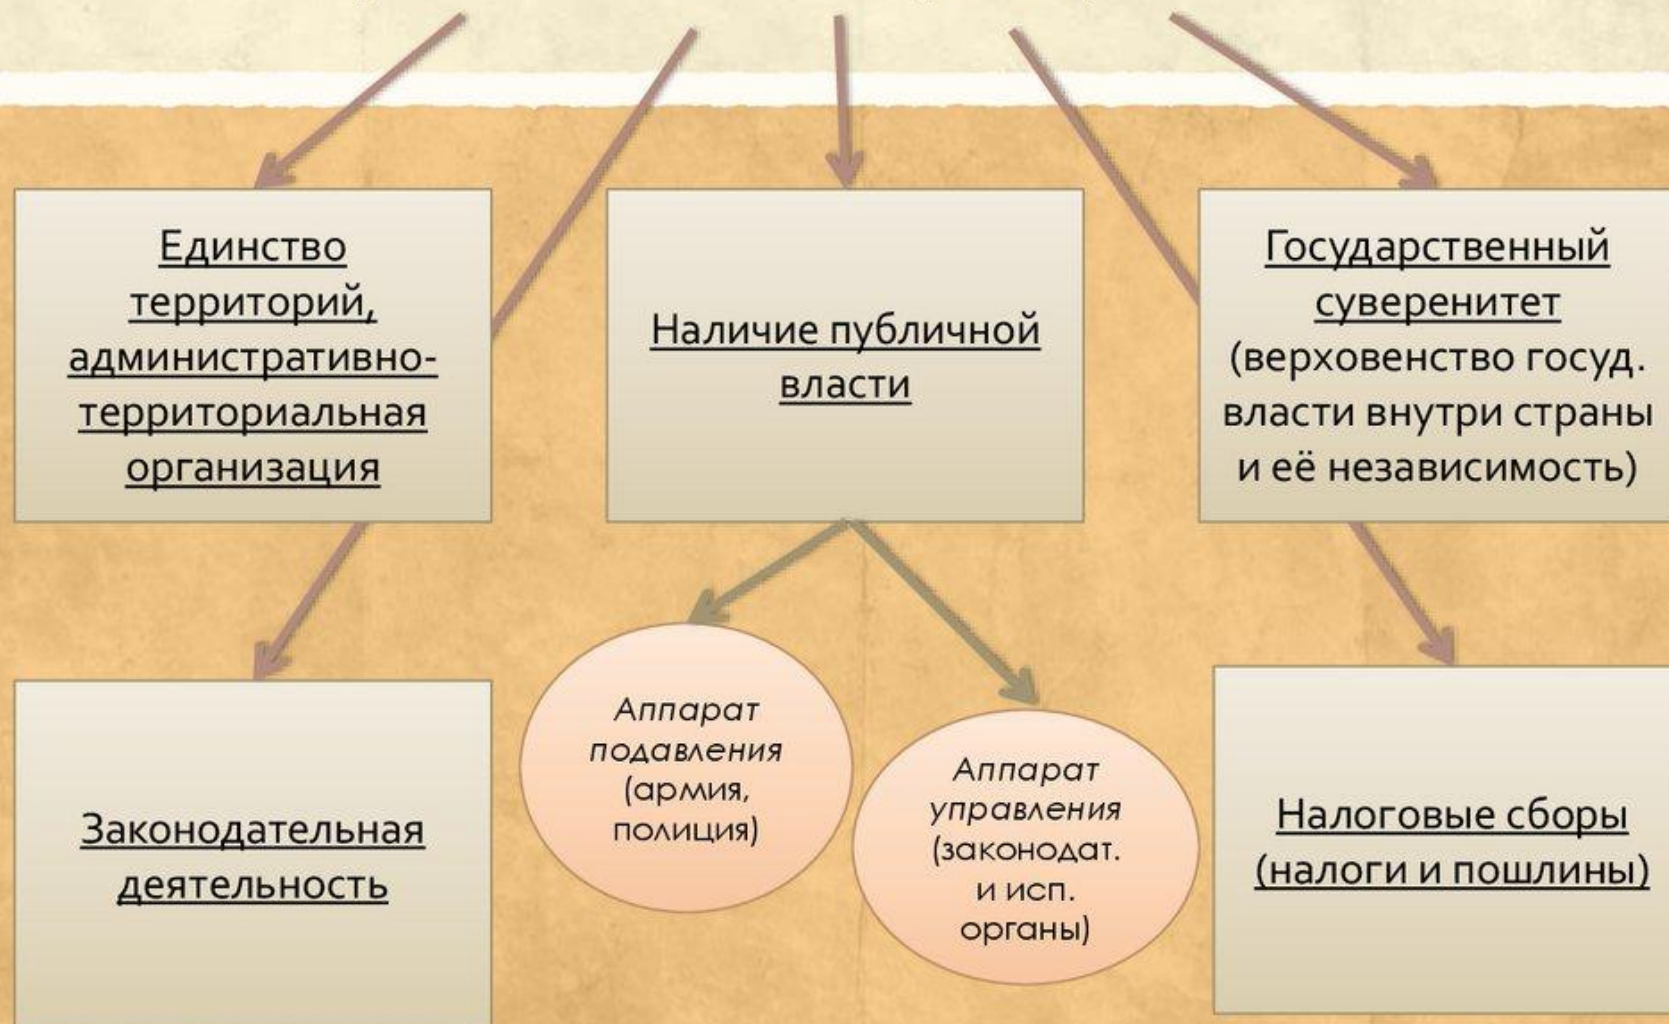 Единство
территорий,
административно-
территориальная
организация
Наличие публичной
власти
Государственный
суверенитет
(верховенство госуд.
власти внутри страны
и её независимость)
Законодательная
деятельность
Аппарат
подавления
(армия,
полиция)
Аппарат
управления
(законодат.
и исп.
органы)
Налоговые сборы
(налоги и пошлины)